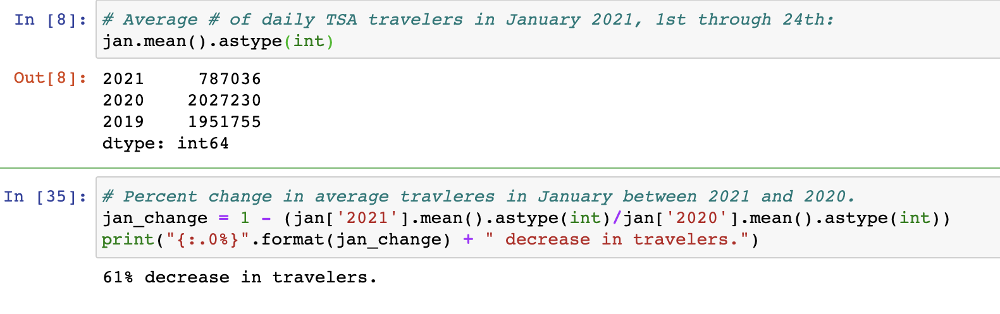 In [8]: # Average # of daily TSA travelers in January 2021, 1st through 24th:
jan.mean().astype(int)
Out[8]: 2021 787036
2020 2027230
2019 1951755
dtype: int64
In [35]: # Percent change in average travleres in January between 2021 and 2020.
jan_change = 1 - (jan['2021'].mean().astype(int)/jan['2020'].mean().astype(int))
print("{:.0%}".format(jan_change) + " decrease in travelers.")
61% decrease in travelers.